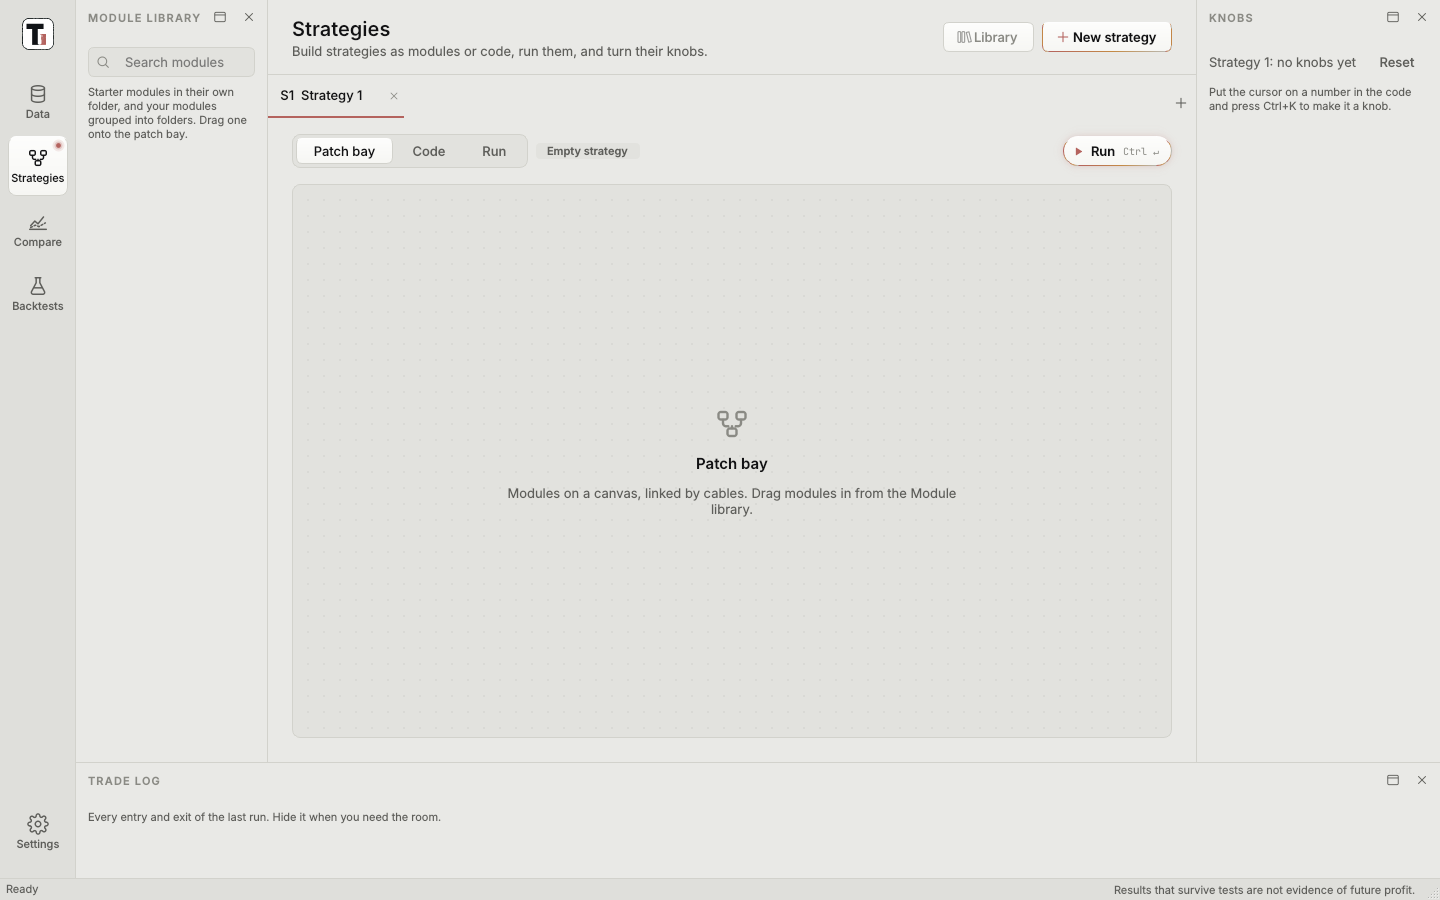 MODULE LIBRARY
Search modules
Starter modules in their own
folder, and your modules
grouped into folders. Drag one
onto the patch bay.
Data
Strategies
Compare
Backtests
Settings
Strategies
Build strategies as modules or code, run them, and turn their knobs.
Library
New strategy
S1 Strategy 1
Patch bay
Code
Run
Empty strategy
Run Ctrl ↵
Patch bay
Modules on a canvas, linked by cables. Drag modules in from the Module
library.
KNOBS
Strategy 1: no knobs yet
Reset
Put the cursor on a number in the code
and press Ctrl+K to make it a knob.
TRADE LOG
Every entry and exit of the last run. Hide it when you need the room.
Ready
Results that survive tests are not evidence of future profit.